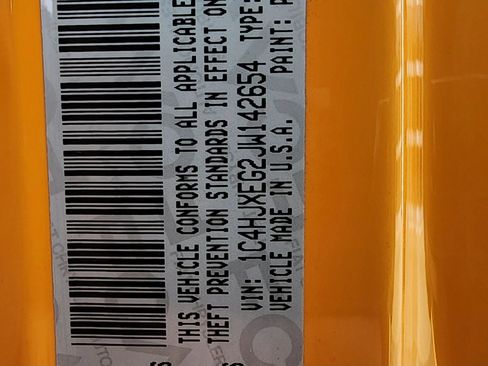 THIS VEHICLE CONFORMS TO ALL APPLICABLE
THEFT PREVENTION STANDARDS IN EFFECT ON
VIN: 1C4HJXEG2JW142654 TYPE:
VEHICLE MADE IN U.S.A. PAINT: